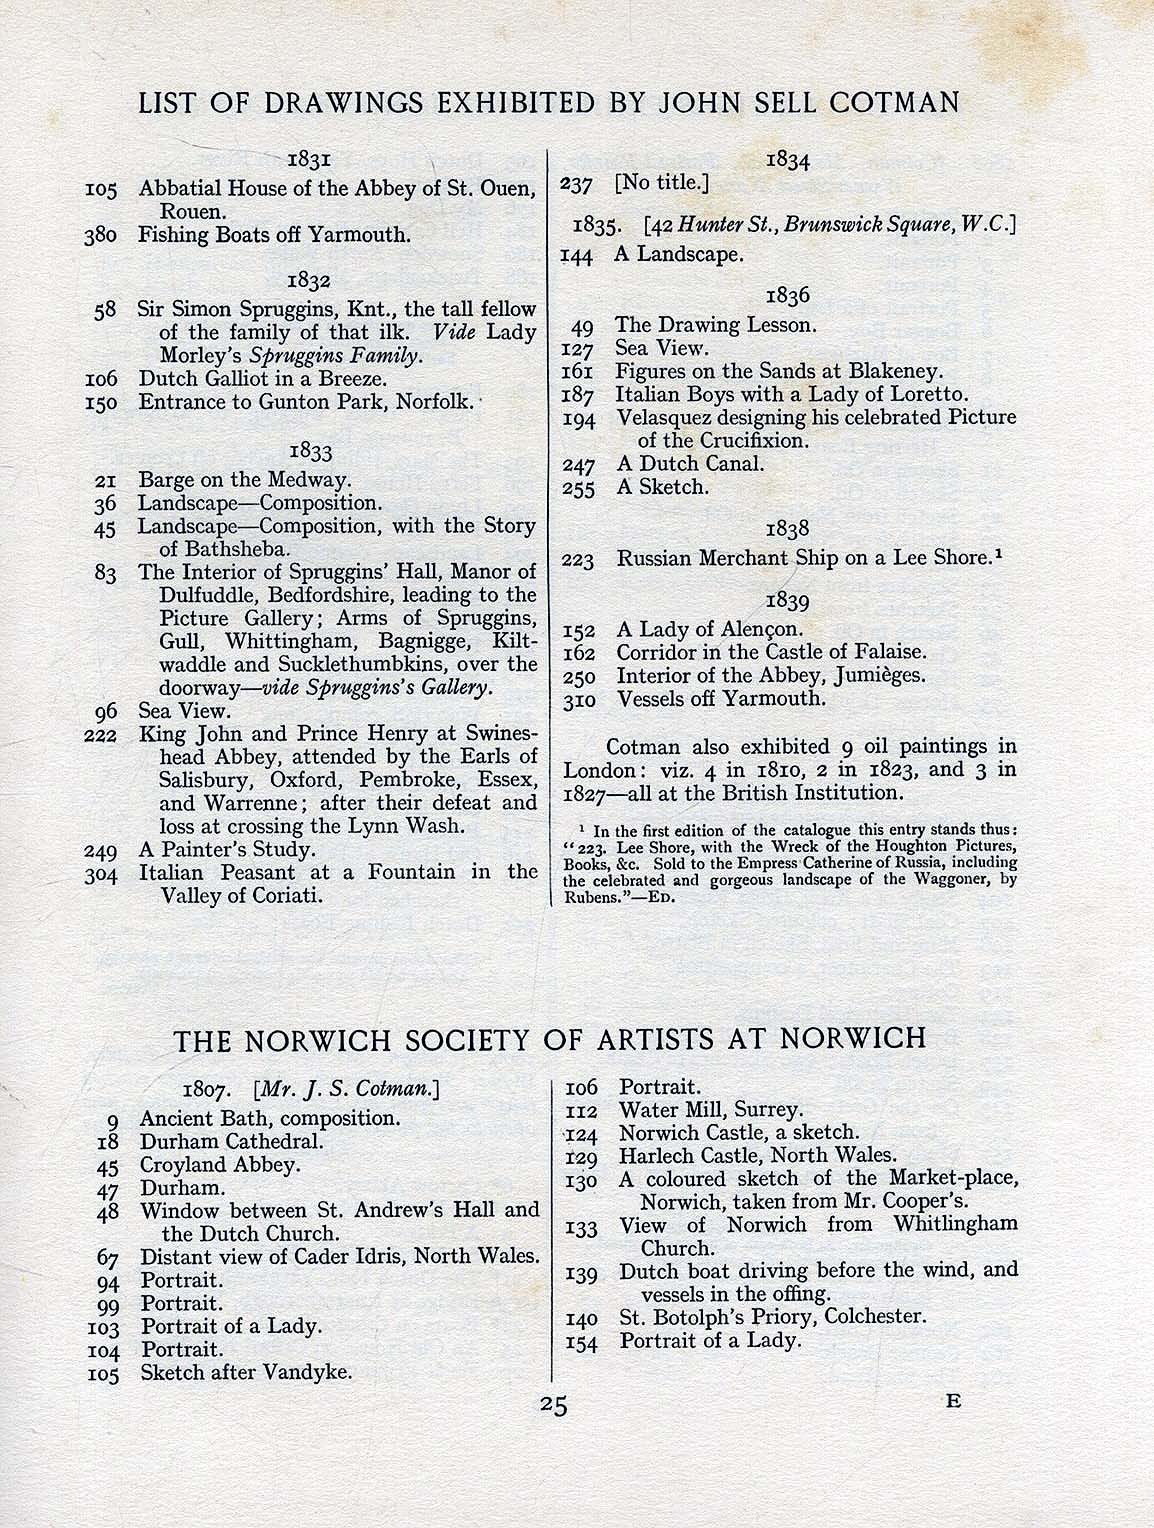 LIST OF DRAWINGS EXHIBITED BY JOHN SELL COTMAN
1831
105 Abbatial House of the Abbey of St. Ouen,
Rouen.
380 Fishing Boats off Yarmouth.
1832
58 Sir Simon Spruggins, Knt., the tall fellow
of the family of that ilk. Vide Lady
Morley's Spruggins Family.
106 Dutch Galliot in a Breeze.
150 Entrance to Gunton Park, Norfolk.
1833
21 Barge on the Medway.
36 Landscape—Composition.
45 Landscape—Composition, with the Story
of Bathsheba.
83 The Interior of Spruggins' Hall, Manor of
Dulfuddle, Bedfordshire, leading to the
Picture Gallery; Arms of Spruggins,
Gull, Whittingham, Bagnigge, Kilt-
waddle and Sucklethumbkins, over the
doorway—vide Spruggins's Gallery.
96 Sea View.
222 King John and Prince Henry at Swines-
head Abbey, attended by the Earls of
Salisbury, Oxford, Pembroke, Essex,
and Warrenne; after their defeat and
loss at crossing the Lynn Wash.
249 A Painter's Study.
304 Italian Peasant at a Fountain in the
Valley of Coriati.
1834
237 [No title.]
1835. [42 Hunter St., Brunswick Square, W.C.]
144 A Landscape.
1836
49 The Drawing Lesson.
127 Sea View.
161 Figures on the Sands at Blakeney.
187 Italian Boys with a Lady of Loretto.
194 Velasquez designing his celebrated Picture
of the Crucifixion.
247 A Dutch Canal.
255 A Sketch.
1838
223 Russian Merchant Ship on a Lee Shore.¹
1839
152 A Lady of Alençon.
162 Corridor in the Castle of Falaise.
250 Interior of the Abbey, Jumièges.
310 Vessels off Yarmouth.
Cotman also exhibited 9 oil paintings in
London: viz. 4 in 1810, 2 in 1823, and 3 in
1827—all at the British Institution.
¹ In the first edition of the catalogue this entry stands thus:
"223. Lee Shore, with the Wreck of the Houghton Pictures,
Books, &c. Sold to the Empress Catherine of Russia, including
the celebrated and gorgeous landscape of the Waggoner, by
Rubens."—ED.
THE NORWICH SOCIETY OF ARTISTS AT NORWICH
1807. [Mr. J. S. Cotman.]
9 Ancient Bath, composition.
18 Durham Cathedral.
45 Croyland Abbey.
47 Durham.
48 Window between St. Andrew's Hall and
the Dutch Church.
67 Distant view of Cader Idris, North Wales.
94 Portrait.
99 Portrait.
103 Portrait of a Lady.
104 Portrait.
105 Sketch after Vandyke.
106 Portrait.
112 Water Mill, Surrey.
124 Norwich Castle, a sketch.
129 Harlech Castle, North Wales.
130 A coloured sketch of the Market-place,
Norwich, taken from Mr. Cooper's.
133 View of Norwich from Whitlingham
Church.
139 Dutch boat driving before the wind, and
vessels in the offing.
140 St. Botolph's Priory, Colchester.
154 Portrait of a Lady.
25
E